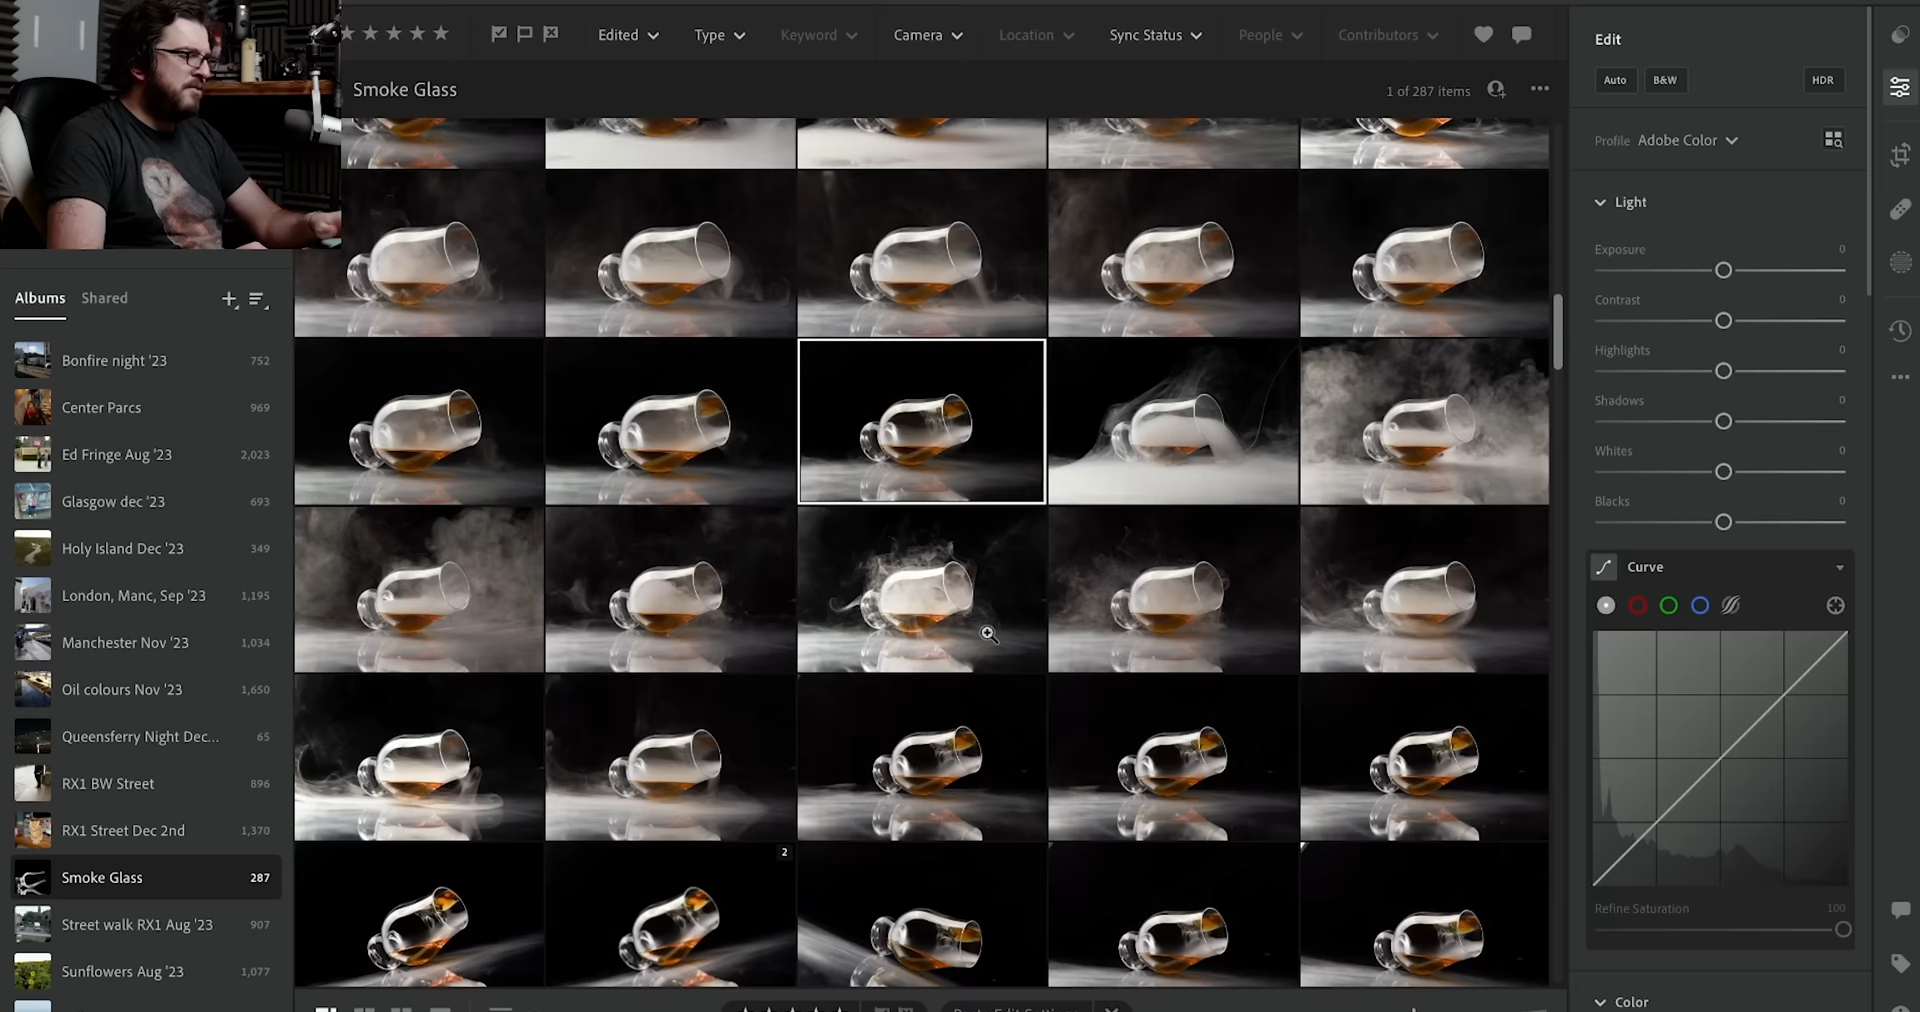 Edited Type Keyword Camera Location Sync Status People Contributors
Smoke Glass
1 of 287 items
Albums Shared
Bonfire night '23 752
Center Parcs 969
Ed Fringe Aug '23 2,023
Glasgow dec '23 693
Holy Island Dec '23 349
London, Manc, Sep '23 1,195
Manchester Nov '23 1,034
Oil colours Nov '23 1,650
Queensferry Night Dec... 65
RX1 BW Street 896
RX1 Street Dec 2nd 1,370
Smoke Glass 287
Street walk RX1 Aug '23 907
Sunflowers Aug '23 1,077
2
Edit
Auto B&W HDR
Profile Adobe Color
Light
Exposure 0
Contrast 0
Highlights 0
Shadows 0
Whites 0
Blacks 0
Curve
Refine Saturation 100
Color